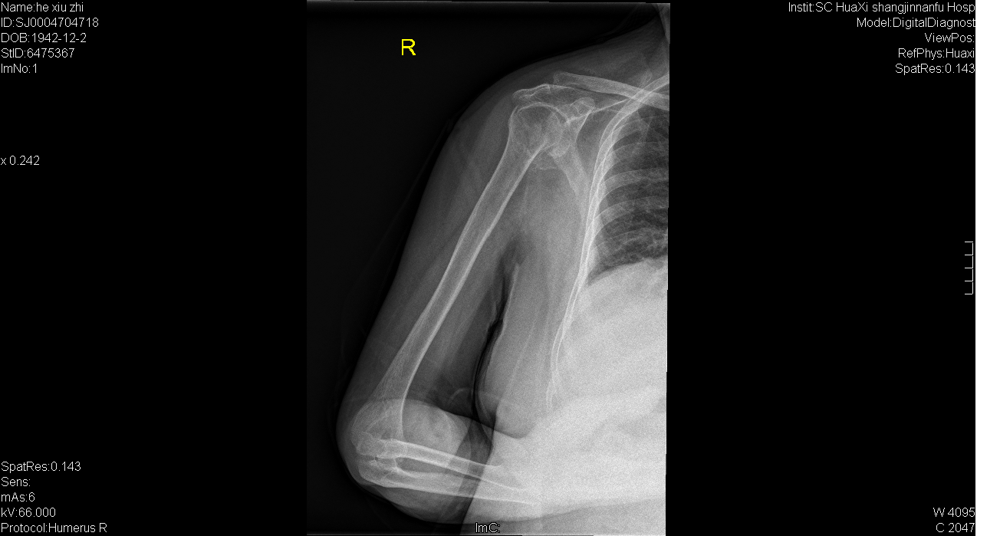 Name:he xiu zhi
ID:SJ0004704718
DOB:1942-12-2
StID:6475367
ImNo:1
x 0.242
R
Instit:SC HuaXi shangjinnanfu Hosp
Model:DigitalDiagnost
ViewPos:
RefPhys:Huaxi
SpatRes:0.143
SpatRes:0.143
Sens:
mAs:6
kV:66.000
Protocol:Humerus R
ImC:
W 4095
C 2047